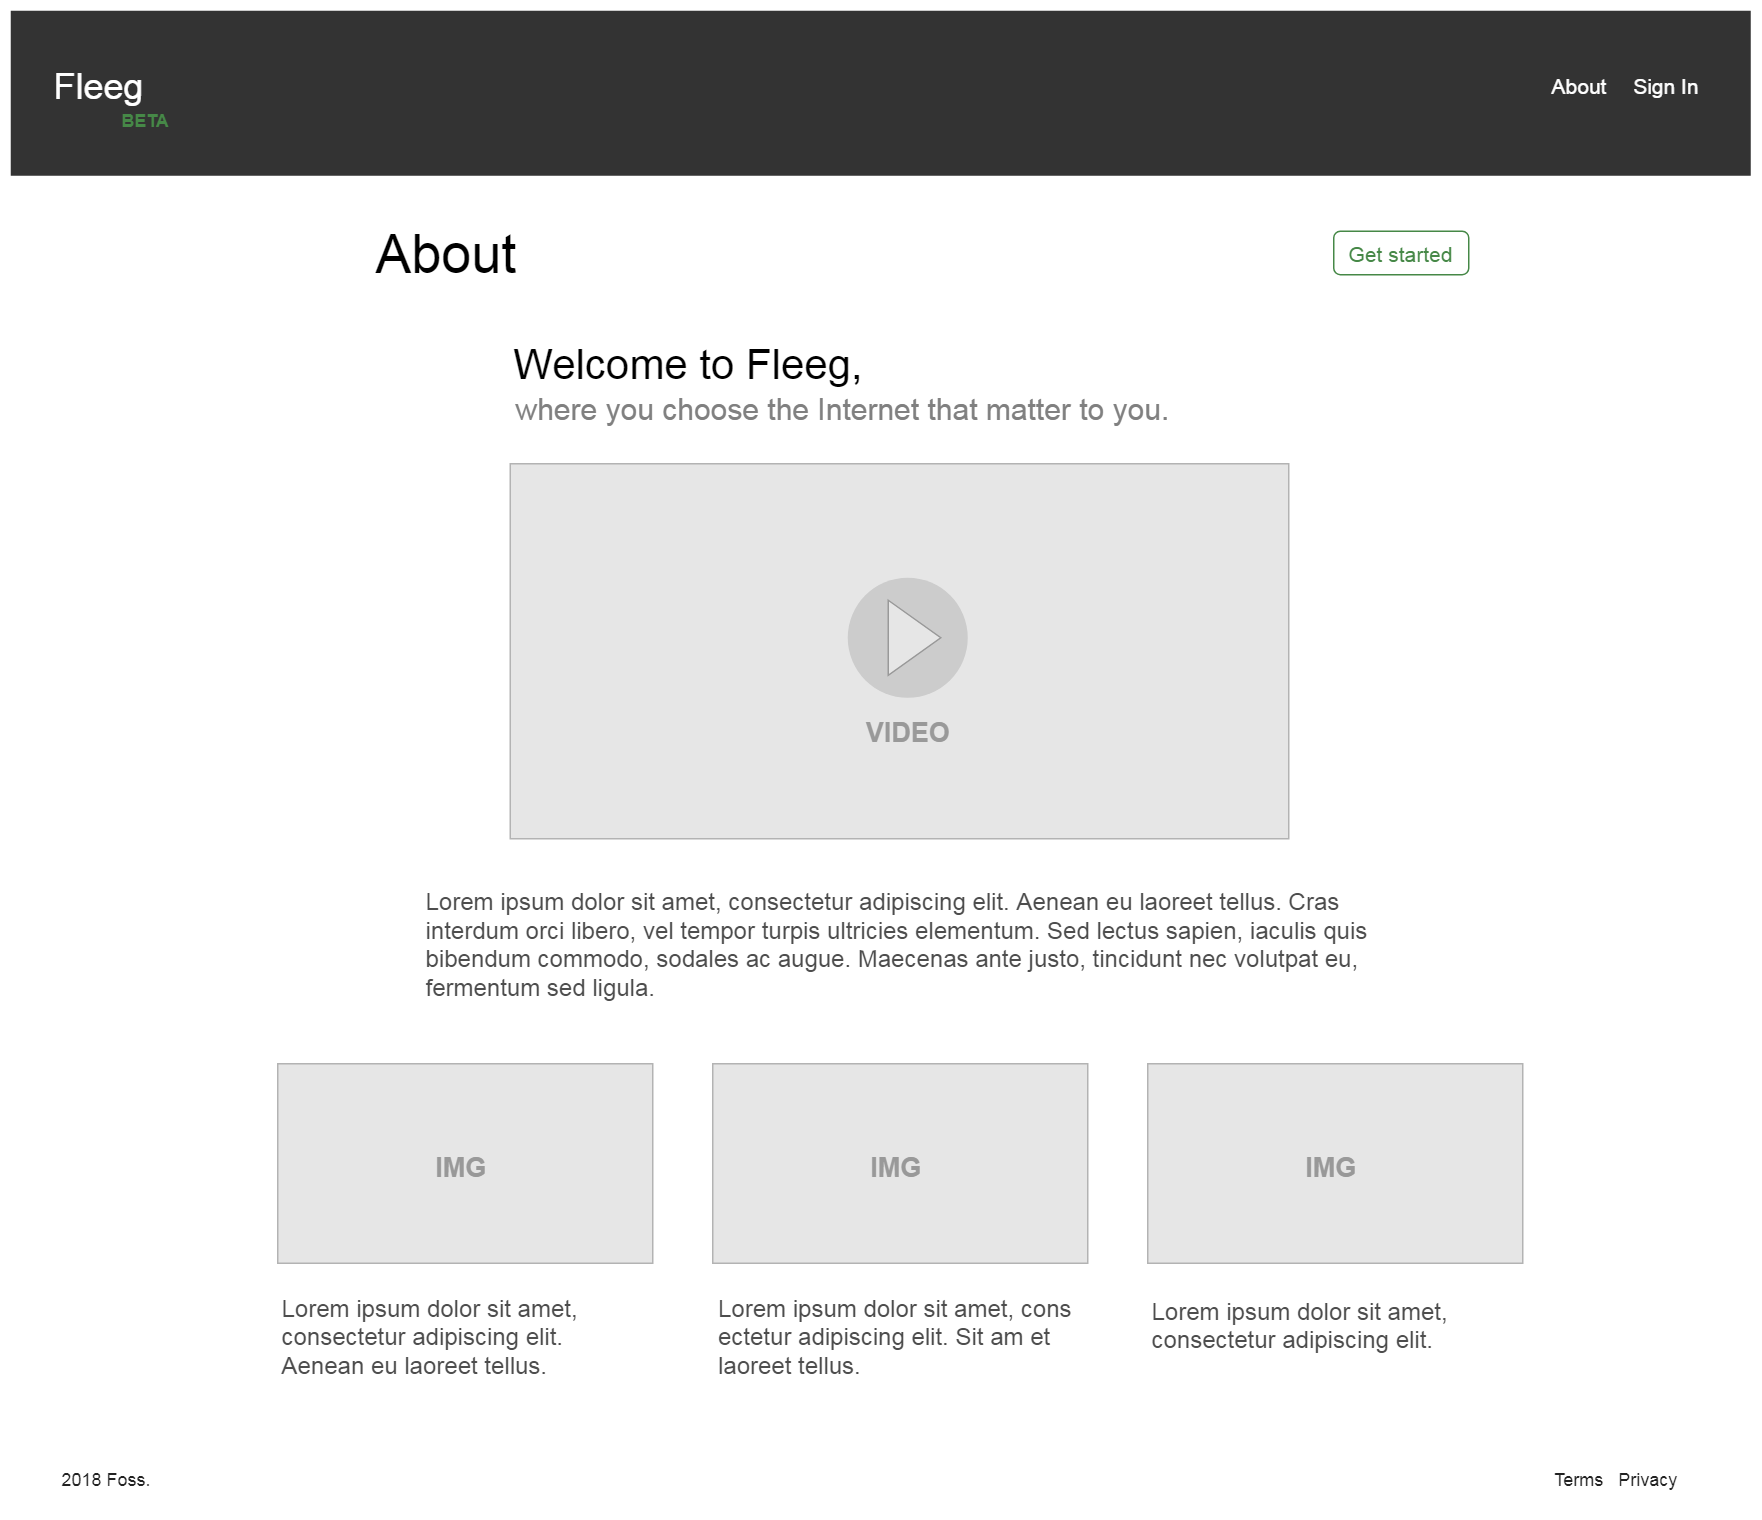 Fleeg
BETA
About
Sign In
About
Get started
Welcome to Fleeg,
where you choose the Internet that matter to you.
VIDEO
Lorem ipsum dolor sit amet, consectetur adipiscing elit. Aenean eu laoreet tellus. Cras
interdum orci libero, vel tempor turpis ultricies elementum. Sed lectus sapien, iaculis quis
bibendum commodo, sodales ac augue. Maecenas ante justo, tincidunt nec volutpat eu,
fermentum sed ligula.
IMG
IMG
IMG
Lorem ipsum dolor sit amet,
consectetur adipiscing elit.
Aenean eu laoreet tellus.
Lorem ipsum dolor sit amet, cons
ectetur adipiscing elit. Sit am et
laoreet tellus.
Lorem ipsum dolor sit amet,
consectetur adipiscing elit.
2018 Foss.
Terms
Privacy